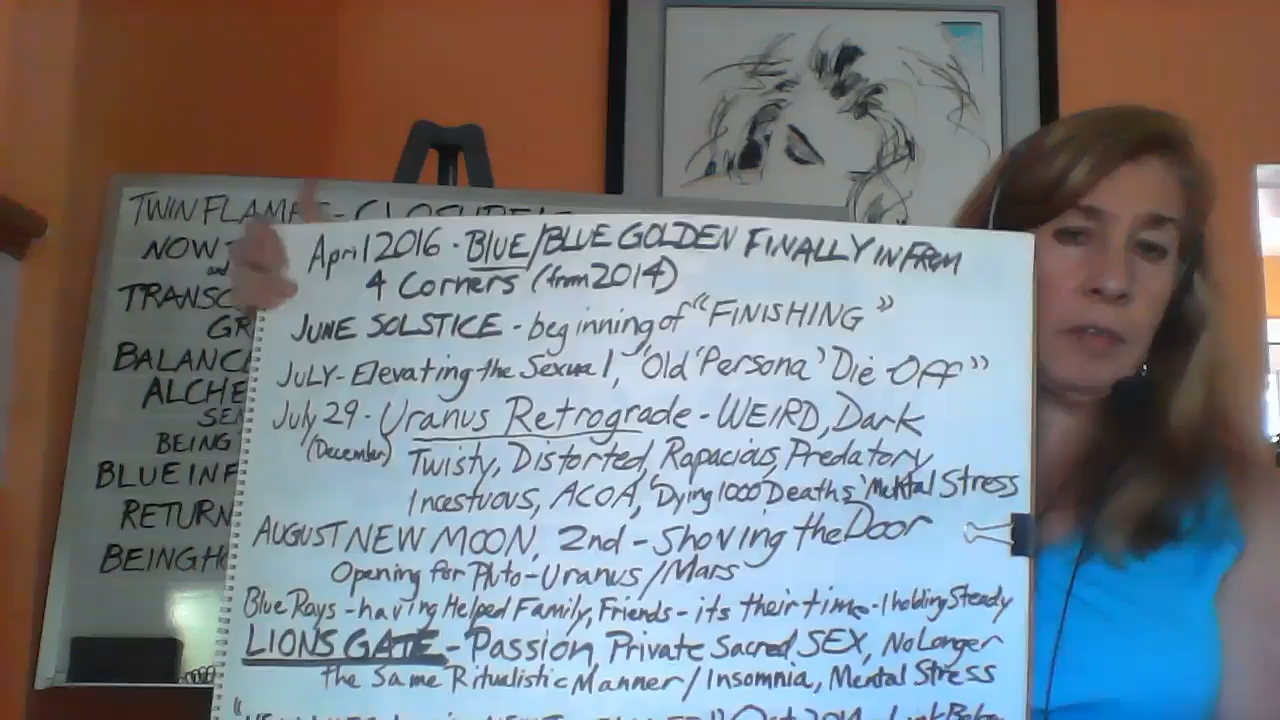 TWIN FLAME - CLOSURE
NOW
and
TRANSC
GR
BALANC
ALCHE
SE
BEING
BLUE INF
RETURN
BEING H
April 2016 - BLUE/BLUE GOLDEN FINALLY IN FROM
4 Corners (from 2014)
JUNE SOLSTICE - beginning of "FINISHING"
JULY - Elevating the Sexual, "Old 'Persona' Die-Off"
July 29 - Uranus Retrograde - WEIRD, Dark
(December) Twisty, Distorted, Rapacious, Predatory
Incestuous, ACOA, 'Dying 1000 Deaths' Mental Stress
AUGUST NEW MOON, 2nd - Shoving the Door
Opening for Pluto-Uranus/Mars
Blue Rays - having Helped Family, Friends - its their time - I holding Steady
LIONS GATE - Passion, Private Sacred SEX, No Longer
the Same Ritualistic Manner/Insomnia, Mental Stress